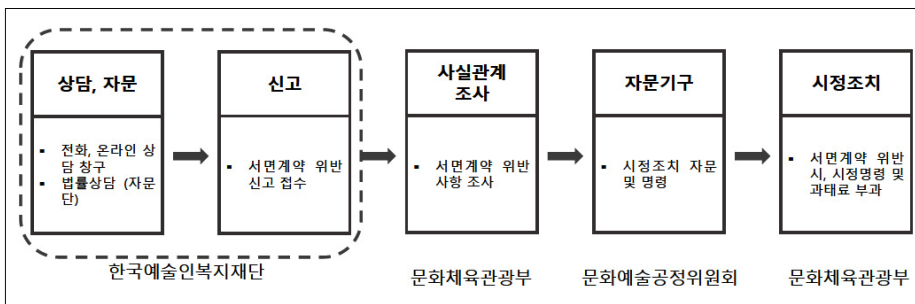 상담, 자문
▪ 전화, 온라인 상
담 창구
▪ 법률상담 (자문
단)
신고
▪ 서면계약 위반
신고 접수
한국예술인복지재단
사실관계
조사
▪ 서면계약 위반
사항 조사
문화체육관광부
자문기구
▪ 시정조치 자문
및 명령
문화예술공정위원회
시정조치
▪ 서면계약 위반
시, 시정명령 및
과태료 부과
문화체육관광부